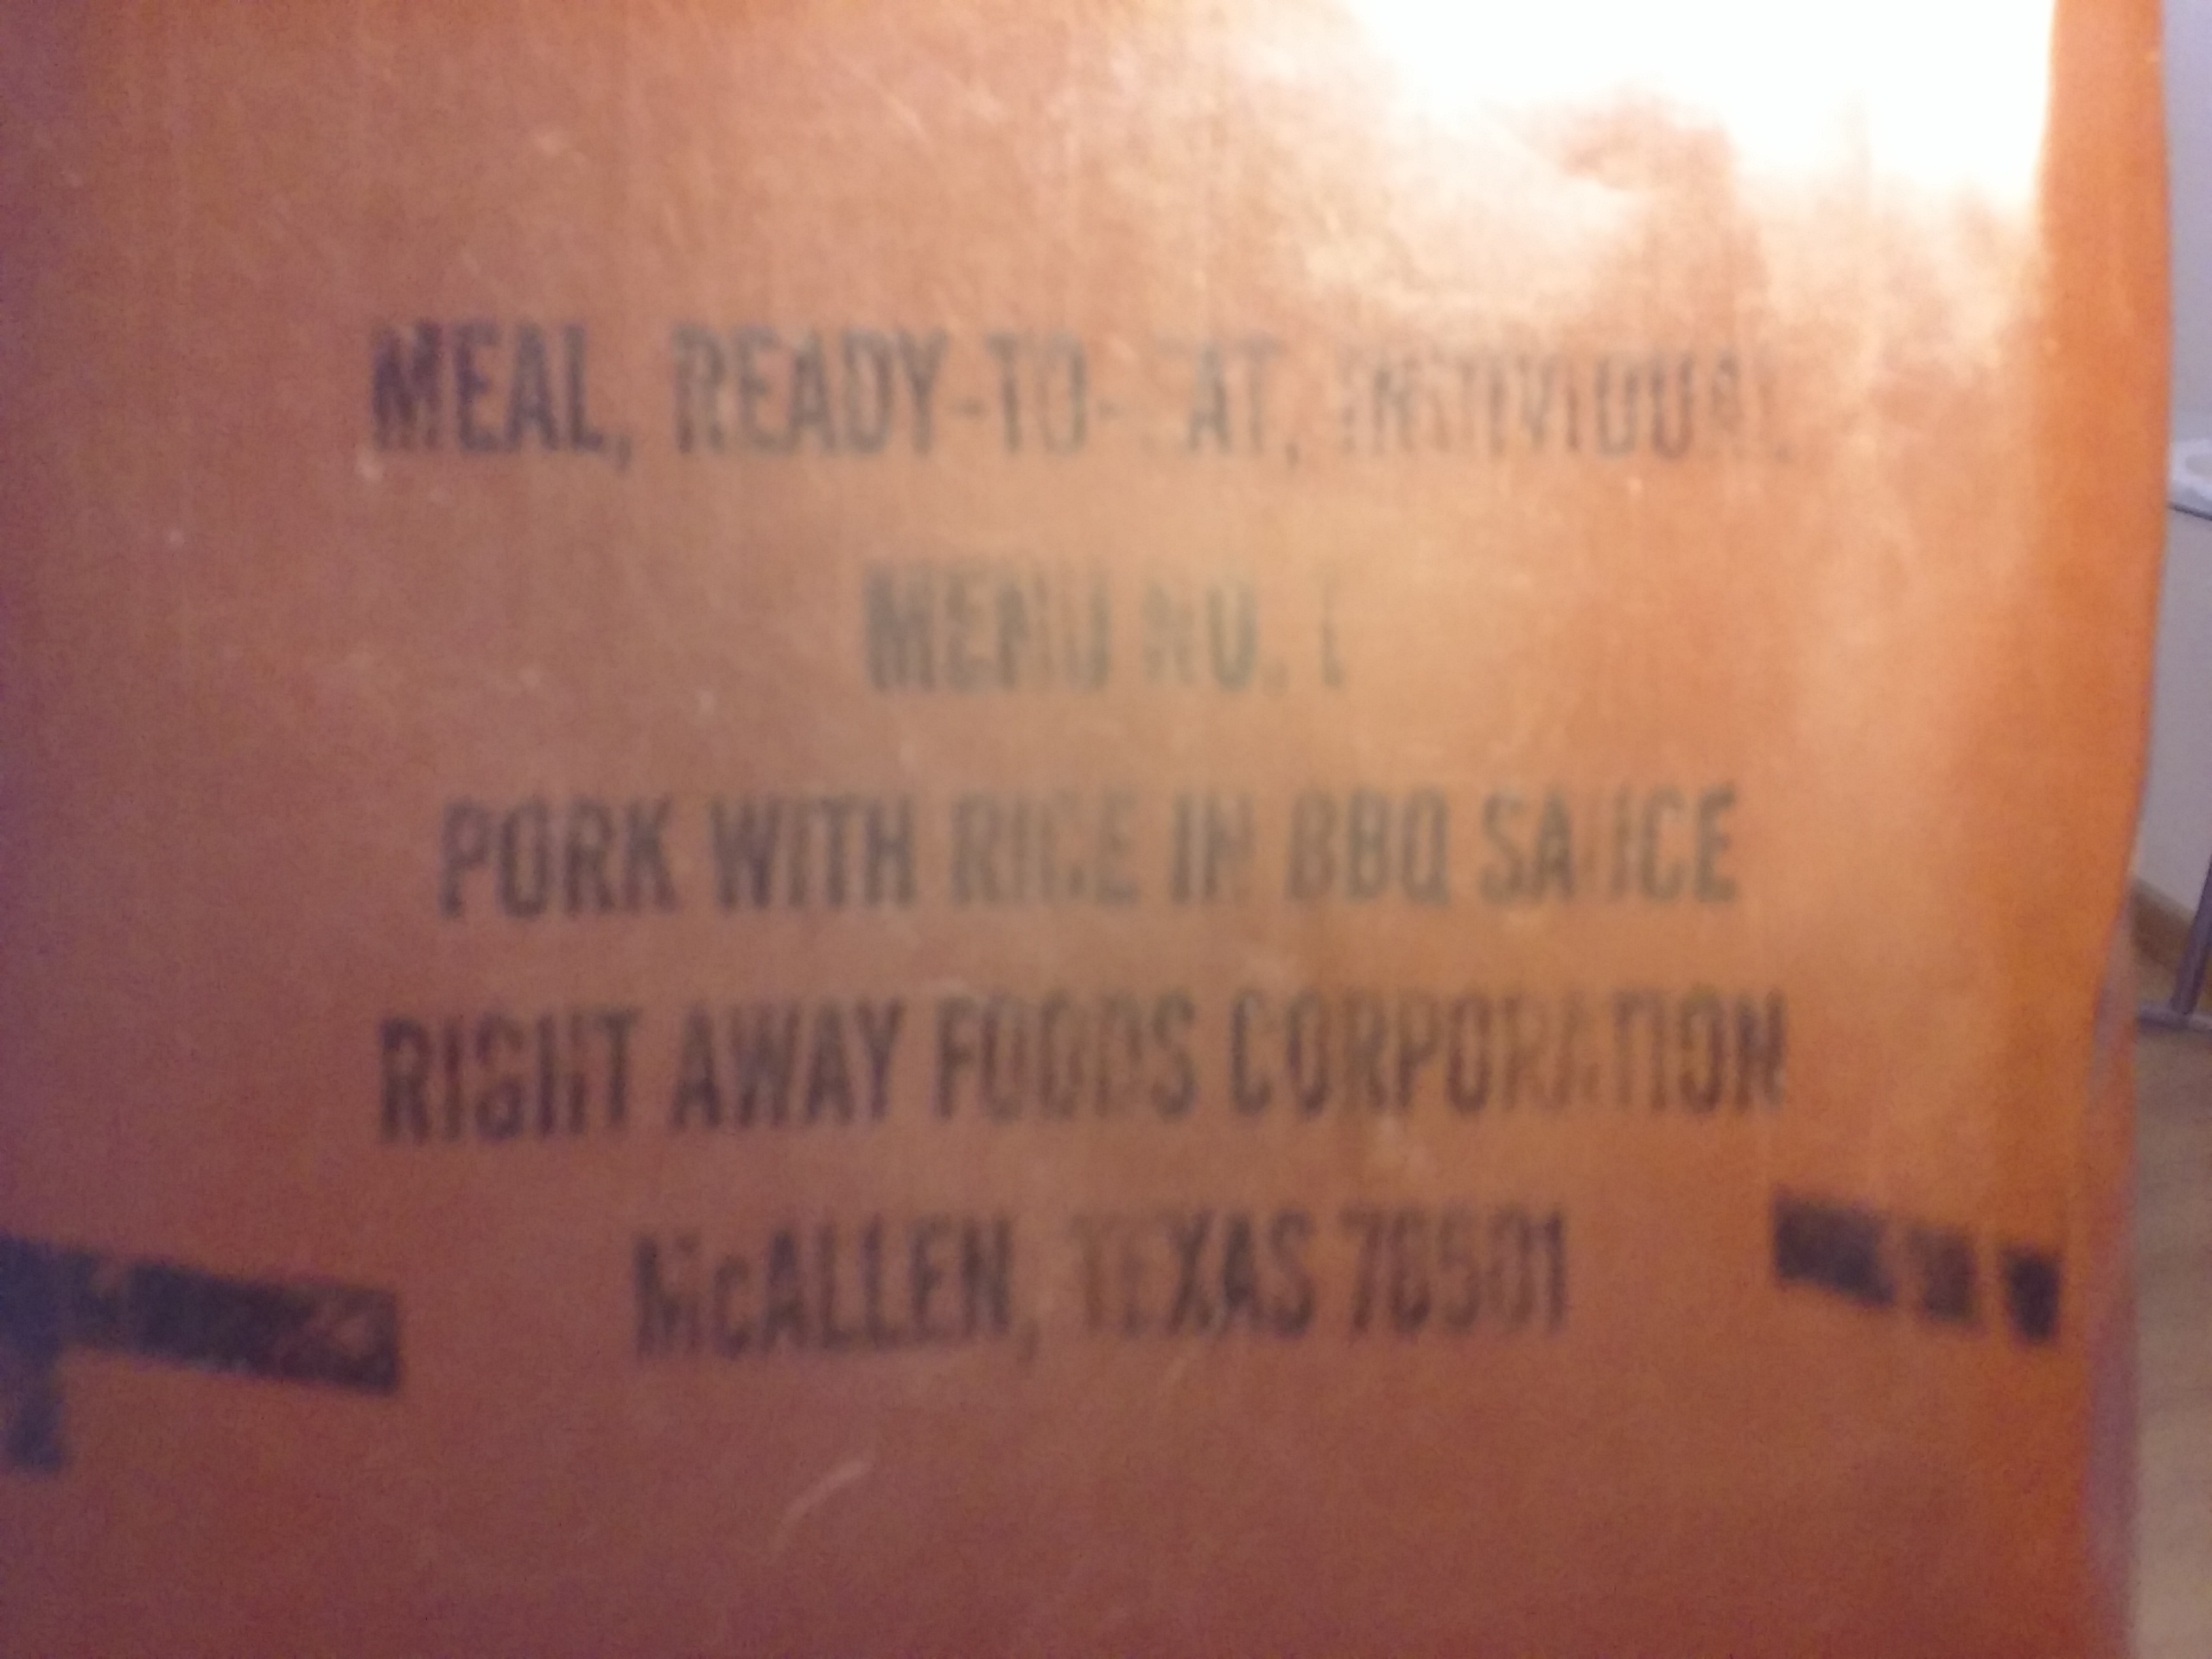 MEAL, READY-TO-EAT, INDIVIDUAL
MENU NO. 1
PORK WITH RICE IN BBQ SAUCE
RIGHT AWAY FOODS CORPORATION
McALLEN, TEXAS 78501